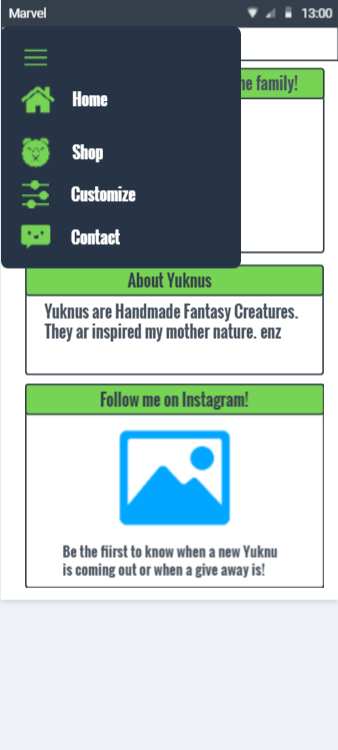 Marvel
13:00
Home
family!
Shop
Customize
Contact
About Yuknus
Yuknus are Handmade Fantasy Creatures.
They ar inspired my mother nature. enz
Follow me on Instagram!
Be the fiirst to know when a new Yuknu
is coming out or when a give away is!